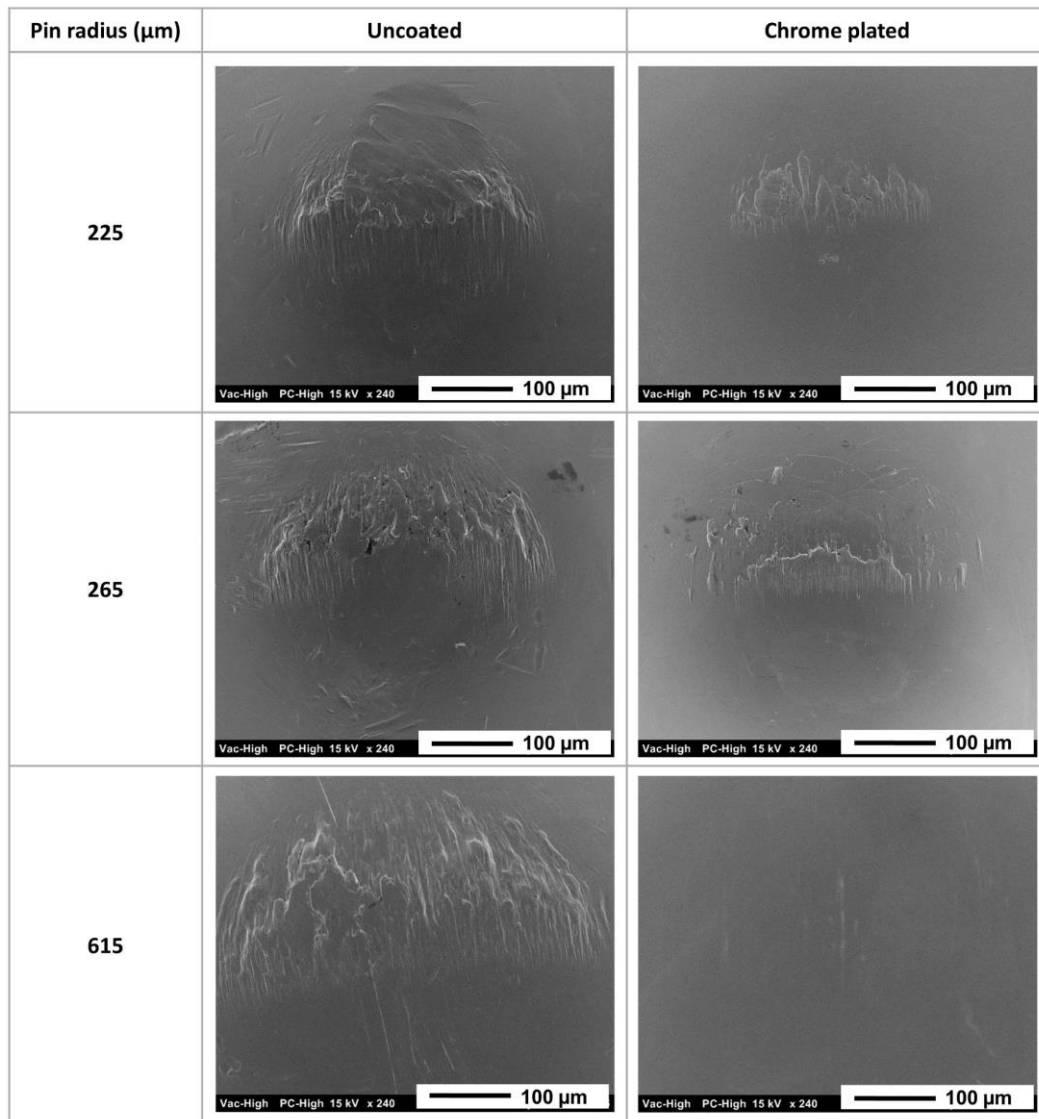 Pin radius (µm) Uncoated Chrome plated
225
Vac-High PC-High 15 kV x 240 100 µm
Vac-High PC-High 15 kV x 240 100 µm
265
Vac-High PC-High 15 kV x 240 100 µm
Vac-High PC-High 15 kV x 240 100 µm
615
Vac-High PC-High 15 kV x 240 100 µm
Vac-High PC-High 15 kV x 240 100 µm